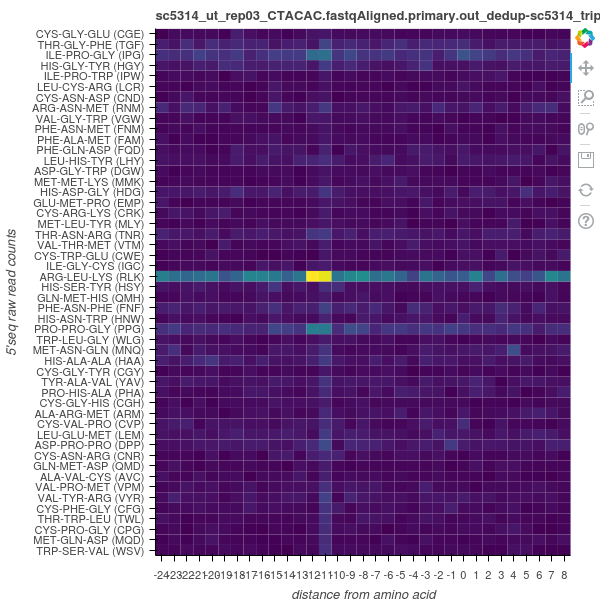 sc5314_ut_rep03_CTACAC.fastqAligned.primary.out_dedup-sc5314_trip
CYS-GLY-GLU (CGE)
THR-GLY-PHE (TGF)
ILE-PRO-GLY (IPG)
HIS-GLY-TYR (HGY)
ILE-PRO-TRP (IPW)
LEU-CYS-ARG (LCR)
CYS-ASN-ASP (CND)
ARG-ASN-MET (RNM)
VAL-GLY-TRP (VGW)
PHE-ASN-MET (FNM)
PHE-ALA-MET (FAM)
PHE-GLN-ASP (FQD)
LEU-HIS-TYR (LHY)
ASP-GLY-TRP (DGW)
MET-MET-LYS (MMK)
HIS-ASP-GLY (HDG)
GLU-MET-PRO (EMP)
CYS-ARG-LYS (CRK)
MET-LEU-TYR (MLY)
THR-ASN-ARG (TNR)
VAL-THR-MET (VTM)
CYS-TRP-GLU (CWE)
ILE-GLY-CYS (IGC)
ARG-LEU-LYS (RLK)
HIS-SER-TYR (HSY)
GLN-MET-HIS (QMH)
PHE-ASN-PHE (FNF)
HIS-ASN-TRP (HNW)
PRO-PRO-GLY (PPG)
TRP-LEU-GLY (WLG)
MET-ASN-GLN (MNQ)
HIS-ALA-ALA (HAA)
CYS-GLY-TYR (CGY)
TYR-ALA-VAL (YAV)
PRO-HIS-ALA (PHA)
CYS-GLY-HIS (CGH)
ALA-ARG-MET (ARM)
CYS-VAL-PRO (CVP)
LEU-GLU-MET (LEM)
ASP-PRO-PRO (DPP)
CYS-ASN-ARG (CNR)
GLN-MET-ASP (QMD)
ALA-VAL-CYS (AVC)
VAL-PRO-MET (VPM)
VAL-TYR-ARG (VYR)
CYS-PHE-GLY (CFG)
THR-TRP-LEU (TWL)
CYS-PRO-GLY (CPG)
MET-GLN-ASP (MQD)
TRP-SER-VAL (WSV)
5'seq raw read counts
-24-23-22-21-20-19-18-17-16-15-14-13-12-11-10-9 -8 -7 -6 -5 -4 -3 -2 -1 0 1 2 3 4 5 6 7 8
distance from amino acid